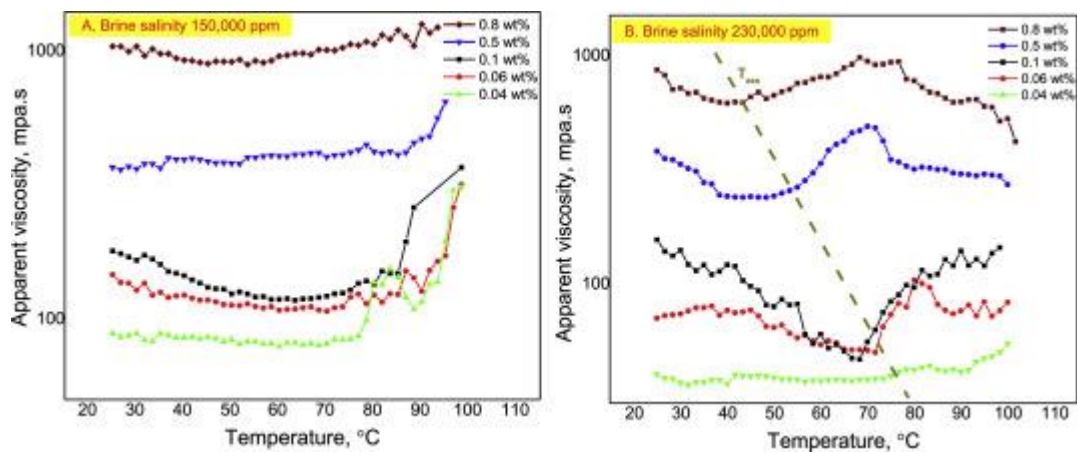 A. Brine salinity 150,000 ppm
0.8 wt%
0.5 wt%
0.1 wt%
0.06 wt%
0.04 wt%
1000
100
Apparent viscosity, mpa.s
20 30 40 50 60 70 80 90 100 110
Temperature, °C
B. Brine salinity 230,000 ppm
0.8 wt%
0.5 wt%
0.1 wt%
0.06 wt%
0.04 wt%
1000
100
Apparent viscosity, mpa.s
20 30 40 50 60 70 80 90 100 110
Temperature, °C